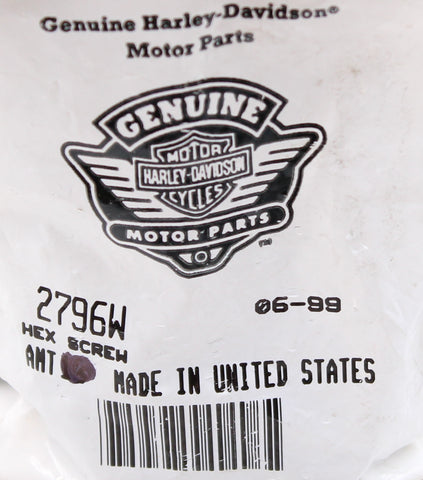 Genuine Harley-Davidson®
Motor Parts
GENUINE
MOTOR
HARLEY-DAVIDSON
CYCLES
MOTOR PARTS
2796W
06-99
HEX SCREW
AMT
MADE IN UNITED STATES